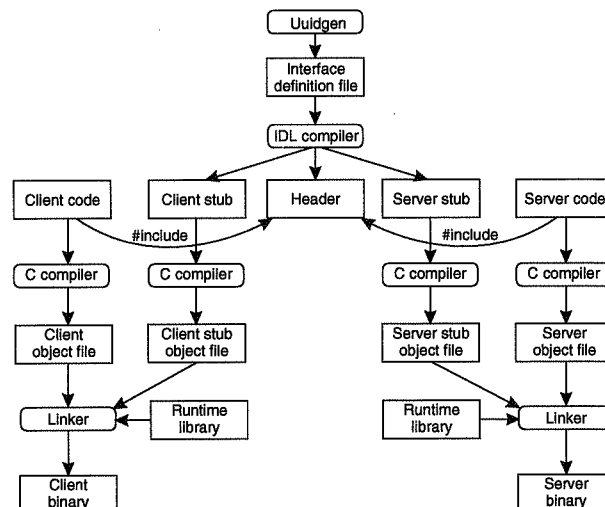 Uuidgen
Interface
definition file
IDL compiler
Client code
Client stub
Header
Server stub
Server code
#include
#include
C compiler
C compiler
C compiler
C compiler
Client
object file
Client stub
object file
Server stub
object file
Server
object file
Linker
Runtime
library
Runtime
library
Linker
Client
binary
Server
binary